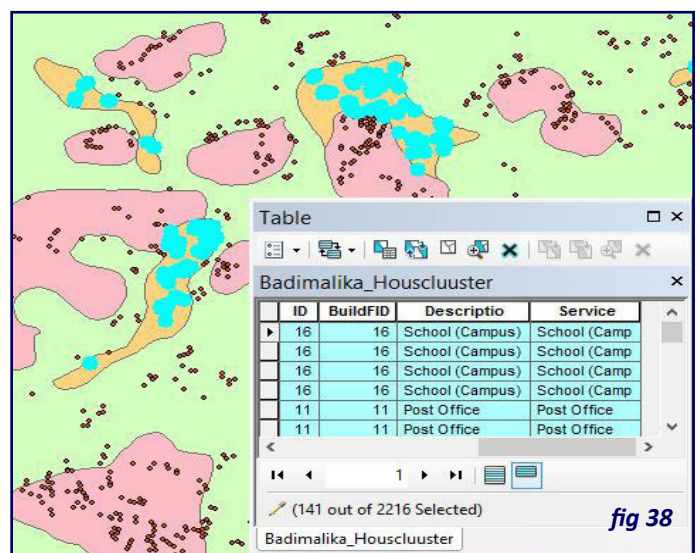 Table
Badimalika_Houscluuster
ID BuildFID Descriptio Service
16 16 School (Campus) School (Camp
16 16 School (Campus) School (Camp
16 16 School (Campus) School (Camp
16 16 School (Campus) School (Camp
11 11 Post Office Post Office
11 11 Post Office Post Office
1
(141 out of 2216 Selected)
Badimalika_Houscluuster
fig 38